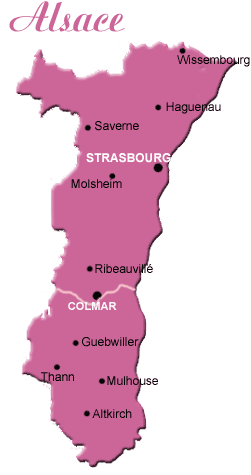 Alsace
Wissembourg
Haguenau
Saverne
STRASBOURG
Molsheim
Ribeauvillé
COLMAR
Guebwiller
Thann
Mulhouse
Altkirch